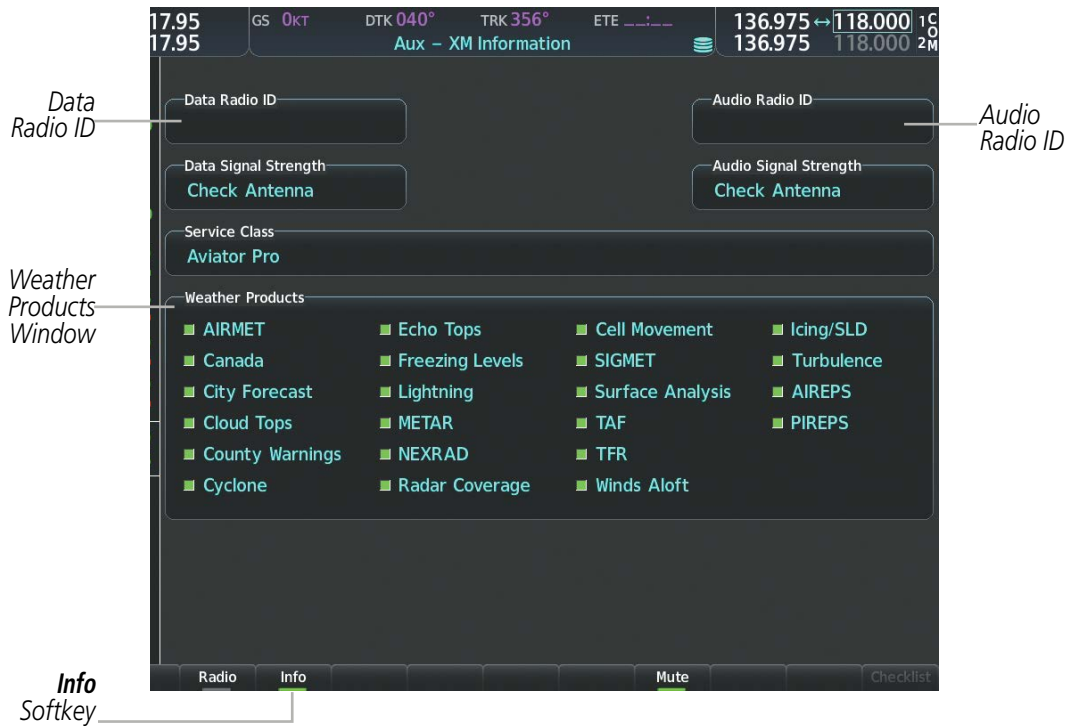 17.95 GS 0KT DTK 040° TRK 356° ETE __:__ 136.975 ↔ 118.000 1 C
17.95 Aux – XM Information 136.975 118.000 2 O M
Data Radio ID
Data Radio ID
Audio Radio ID
Audio Radio ID
Data Signal Strength
Check Antenna
Audio Signal Strength
Check Antenna
Service Class
Aviator Pro
Weather Products Window
Weather Products
AIRMET
Canada
City Forecast
Cloud Tops
County Warnings
Cyclone
Echo Tops
Freezing Levels
Lightning
METAR
NEXRAD
Radar Coverage
Cell Movement
SIGMET
Surface Analysis
TAF
TFR
Winds Aloft
Icing/SLD
Turbulence
AIREPS
PIREPS
Radio Info Mute Checklist
Info
Softkey